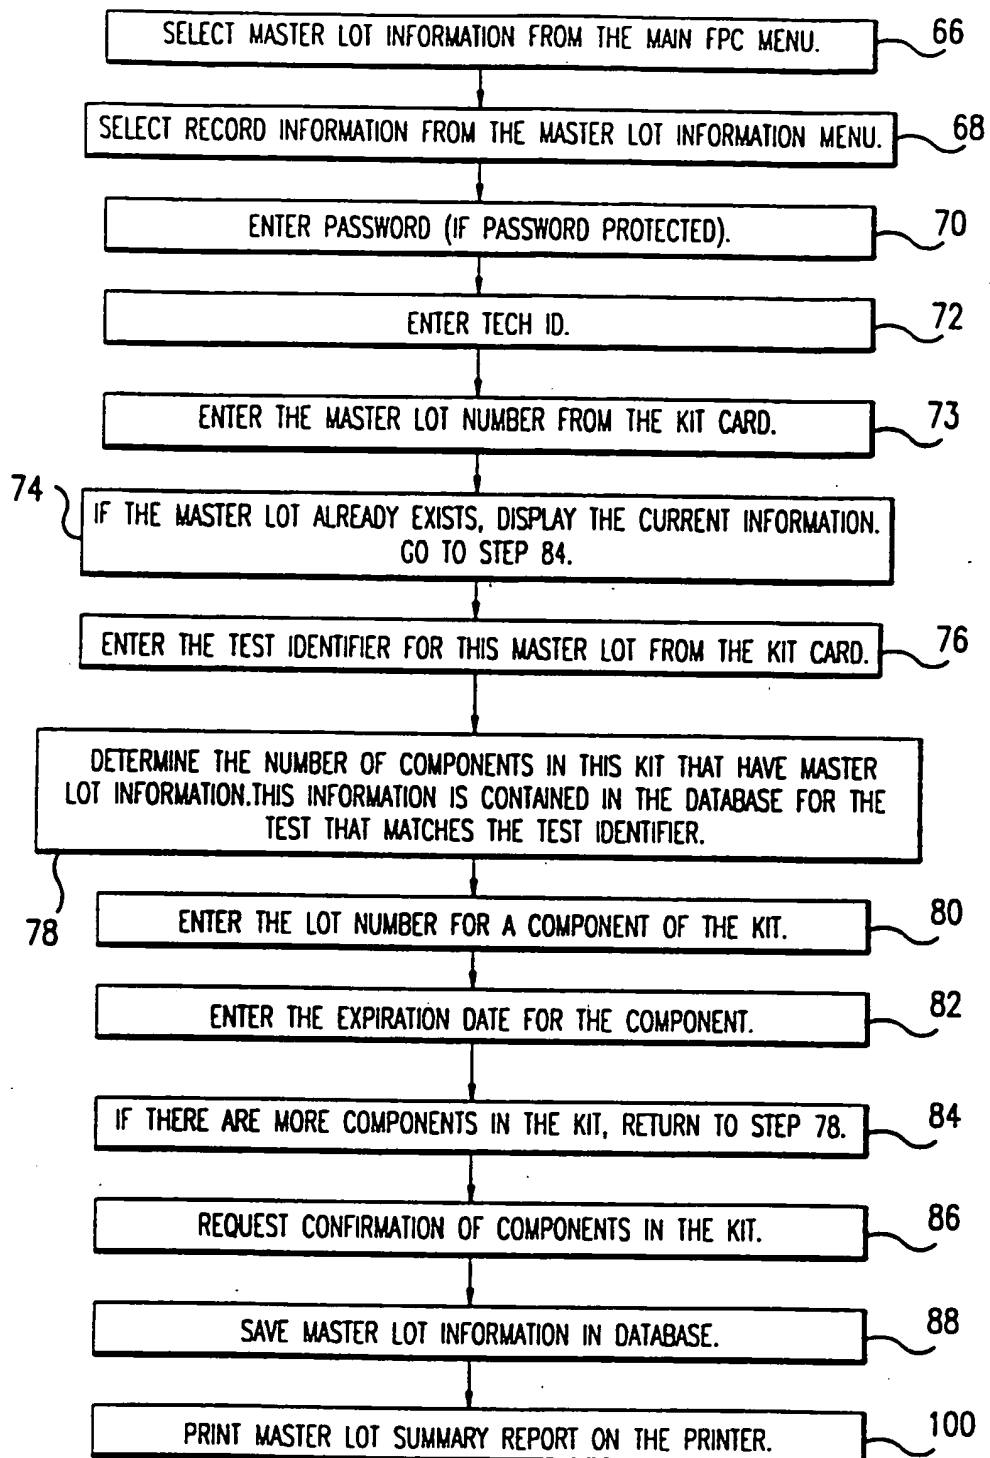 SELECT MASTER LOT INFORMATION FROM THE MAIN FPC MENU.
66
SELECT RECORD INFORMATION FROM THE MASTER LOT INFORMATION MENU.
68
ENTER PASSWORD (IF PASSWORD PROTECTED).
70
ENTER TECH ID.
72
ENTER THE MASTER LOT NUMBER FROM THE KIT CARD.
73
74
IF THE MASTER LOT ALREADY EXISTS, DISPLAY THE CURRENT INFORMATION.
GO TO STEP 84.
ENTER THE TEST IDENTIFIER FOR THIS MASTER LOT FROM THE KIT CARD.
76
DETERMINE THE NUMBER OF COMPONENTS IN THIS KIT THAT HAVE MASTER
LOT INFORMATION.THIS INFORMATION IS CONTAINED IN THE DATABASE FOR THE
TEST THAT MATCHES THE TEST IDENTIFIER.
78
ENTER THE LOT NUMBER FOR A COMPONENT OF THE KIT.
80
ENTER THE EXPIRATION DATE FOR THE COMPONENT.
82
IF THERE ARE MORE COMPONENTS IN THE KIT, RETURN TO STEP 78.
84
REQUEST CONFIRMATION OF COMPONENTS IN THE KIT.
86
SAVE MASTER LOT INFORMATION IN DATABASE.
88
PRINT MASTER LOT SUMMARY REPORT ON THE PRINTER.
100